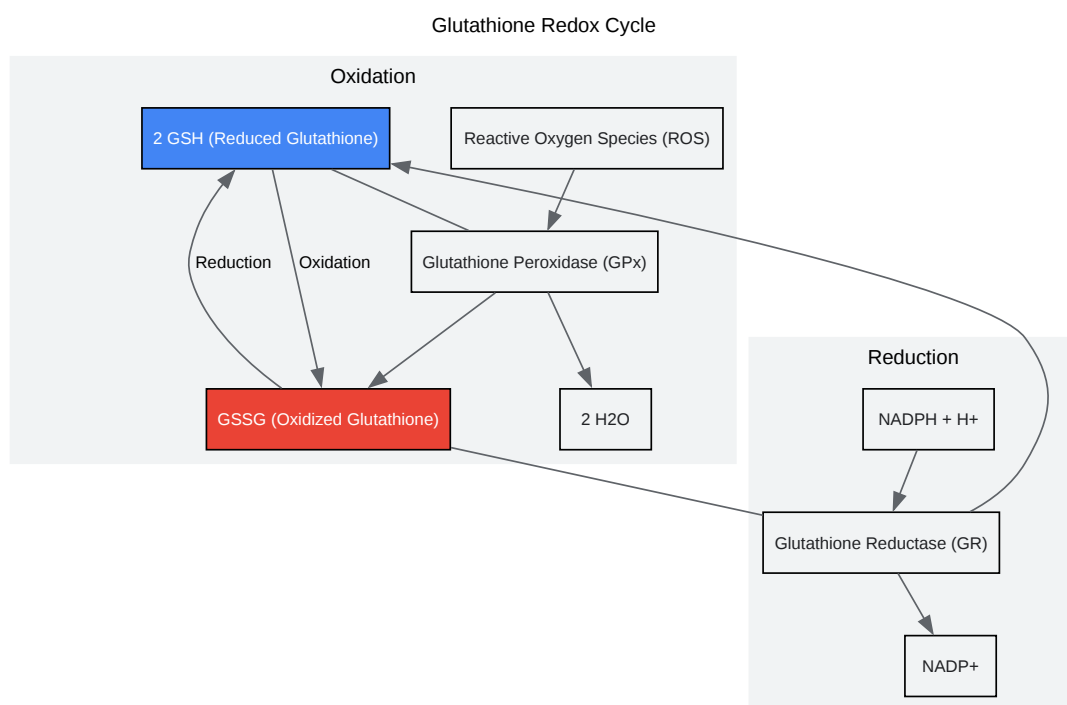 Glutathione Redox Cycle
Oxidation
2 GSH (Reduced Glutathione)
Reactive Oxygen Species (ROS)
Reduction
Oxidation
Glutathione Peroxidase (GPx)
GSSG (Oxidized Glutathione)
2 H2O
Reduction
NADPH + H+
Glutathione Reductase (GR)
NADP+